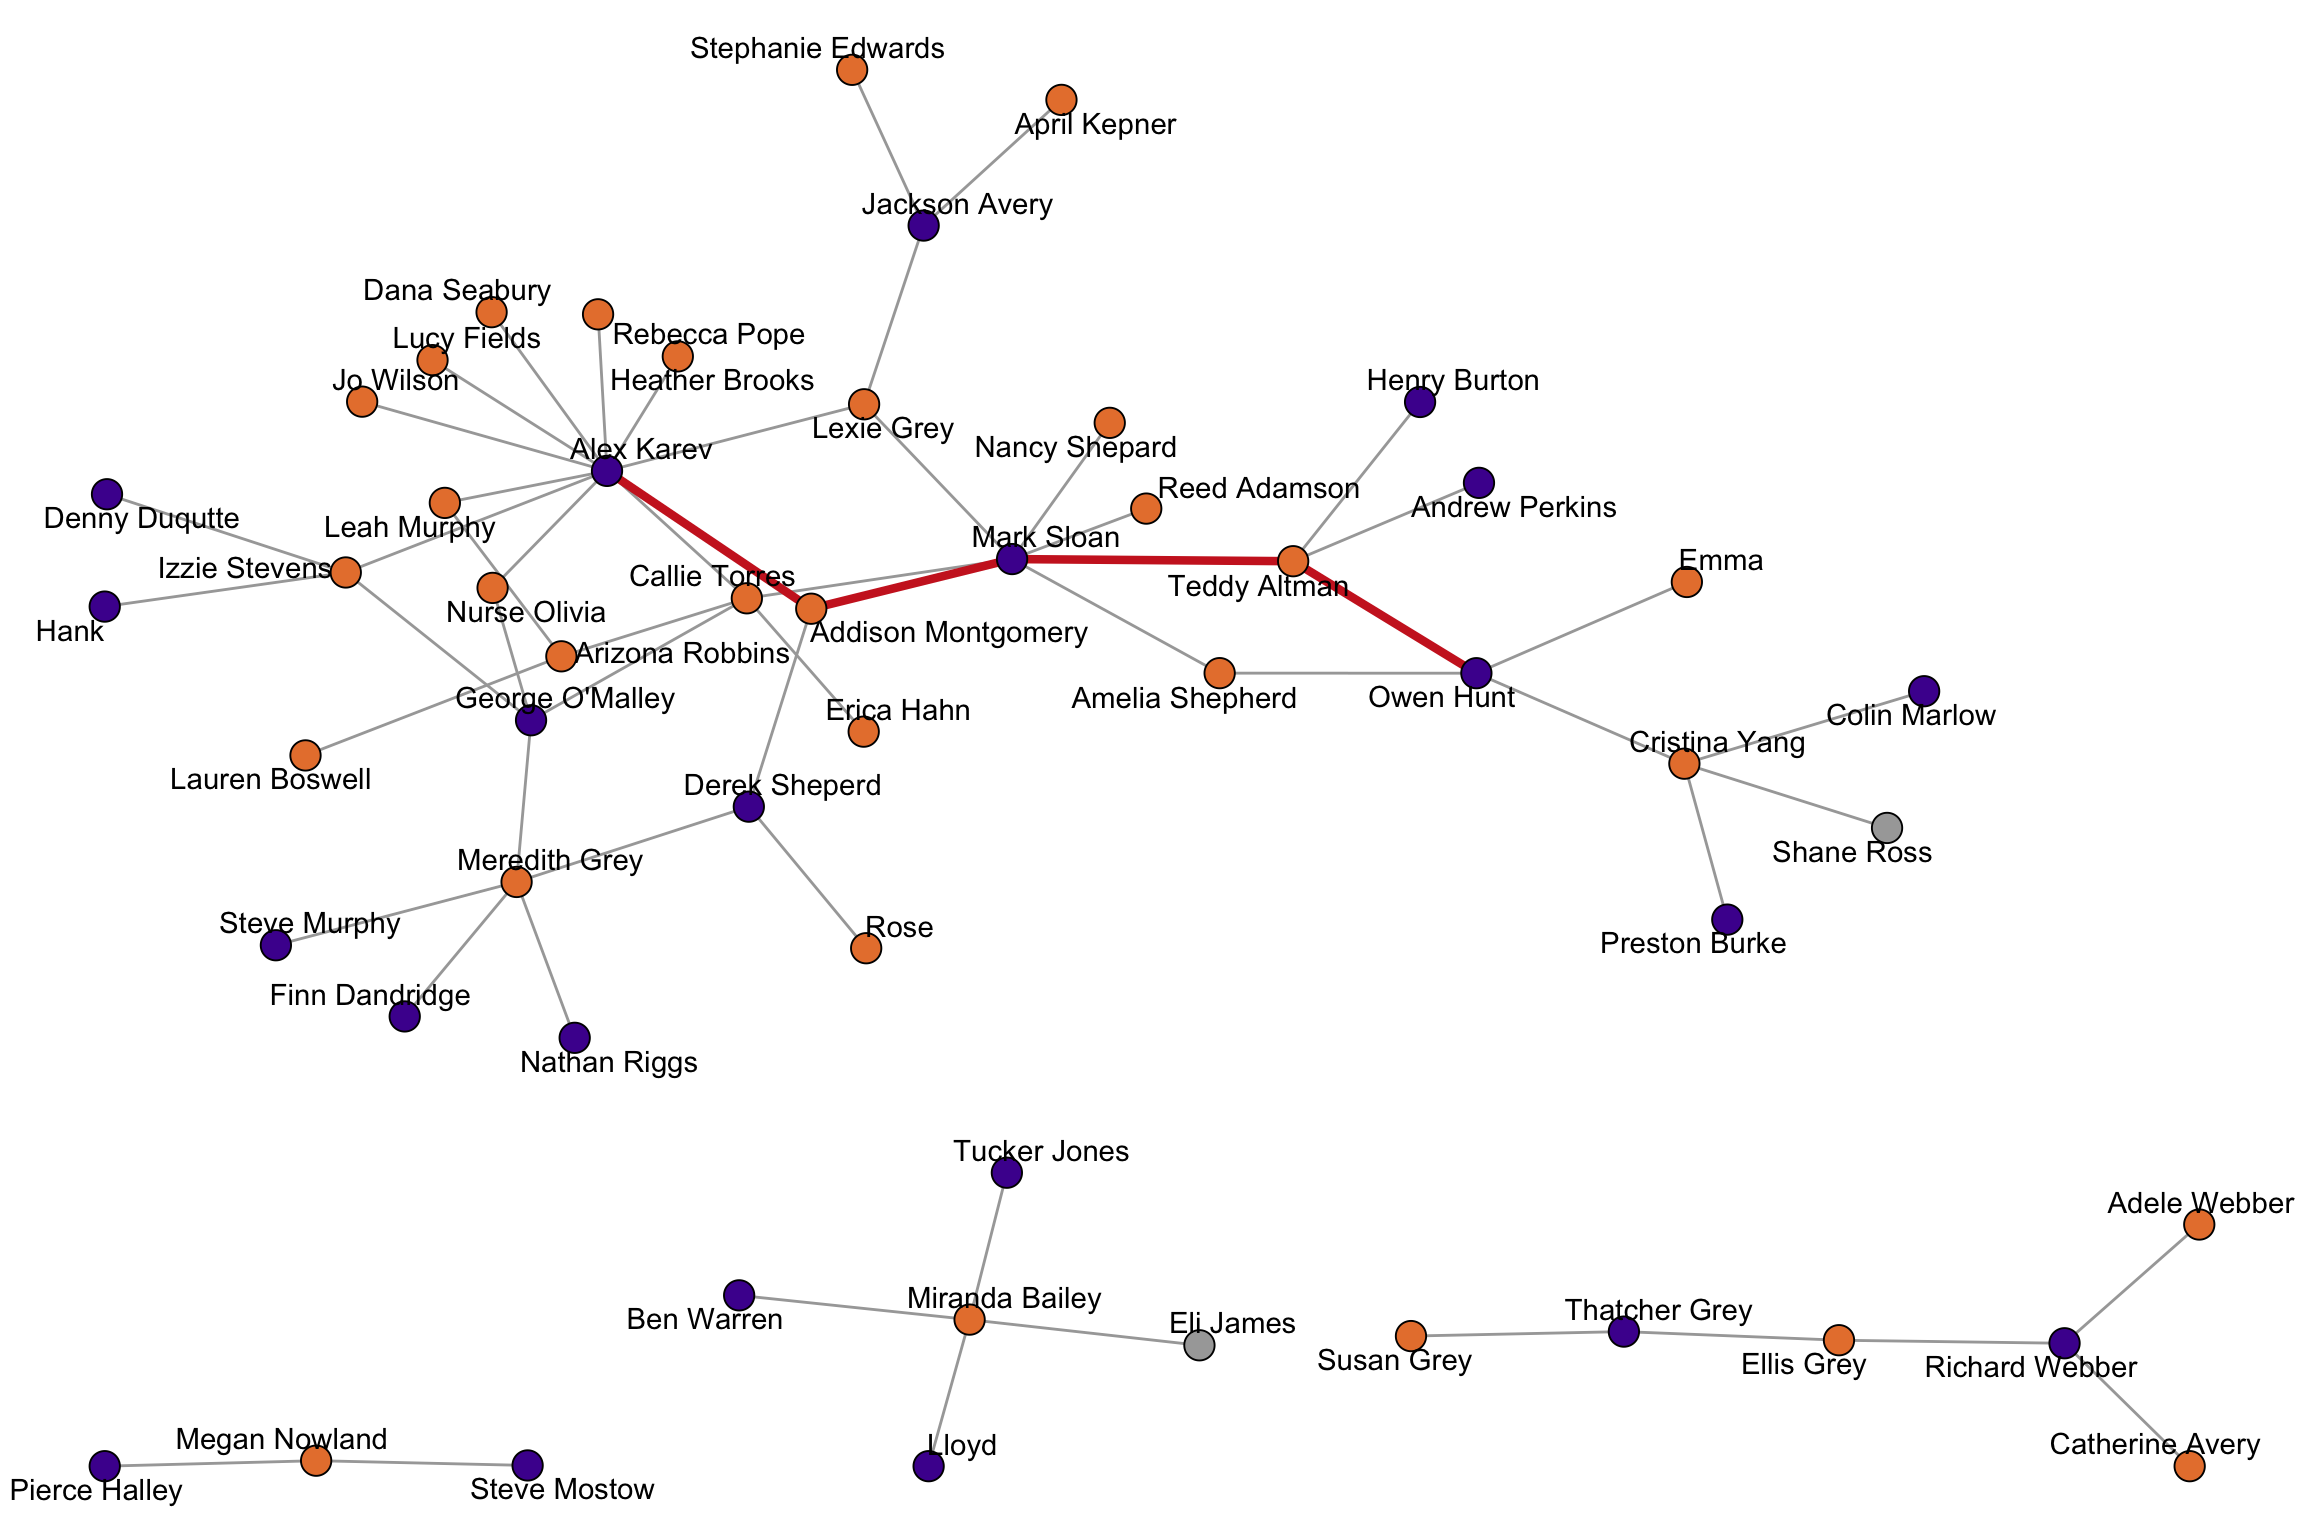 Stephanie Edwards
April Kepner
Jackson Avery
Dana Seabury
Rebecca Pope
Lucy Fields
Heather Brooks
Jo Wilson
Henry Burton
Lexie Grey
Nancy Shepard
Alex Karev
Reed Adamson
Andrew Perkins
Denny Duqutte
Leah Murphy
Mark Sloan
Emma
Izzie Stevens
Callie Torres
Teddy Altman
Nurse Olivia
Hank
Addison Montgomery
Arizona Robbins
George O'Malley
Amelia Shepherd
Owen Hunt
Erica Hahn
Colin Marlow
Cristina Yang
Lauren Boswell
Derek Sheperd
Shane Ross
Meredith Grey
Steve Murphy
Rose
Preston Burke
Finn Dandridge
Nathan Riggs
Tucker Jones
Adele Webber
Miranda Bailey
Ben Warren
Eli James
Thatcher Grey
Susan Grey
Ellis Grey
Richard Webber
Megan Nowland
Lloyd
Catherine Avery
Pierce Halley
Steve Mostow